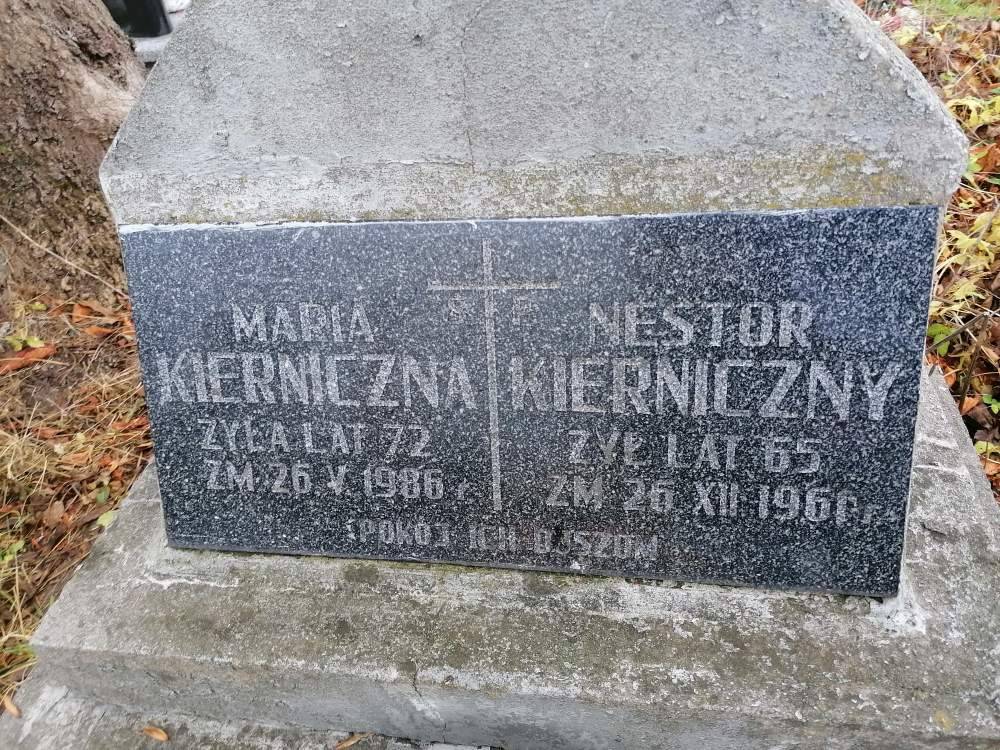 Ś P
MARIA
KIERNICZNA
ŻYŁA LAT 72
ZM 26 V 1986 r
NESTOR
KIERNICZNY
ŻYŁ LAT 65
ZM 26 XII 1961 r.
POKÓJ ICH DUSZOM